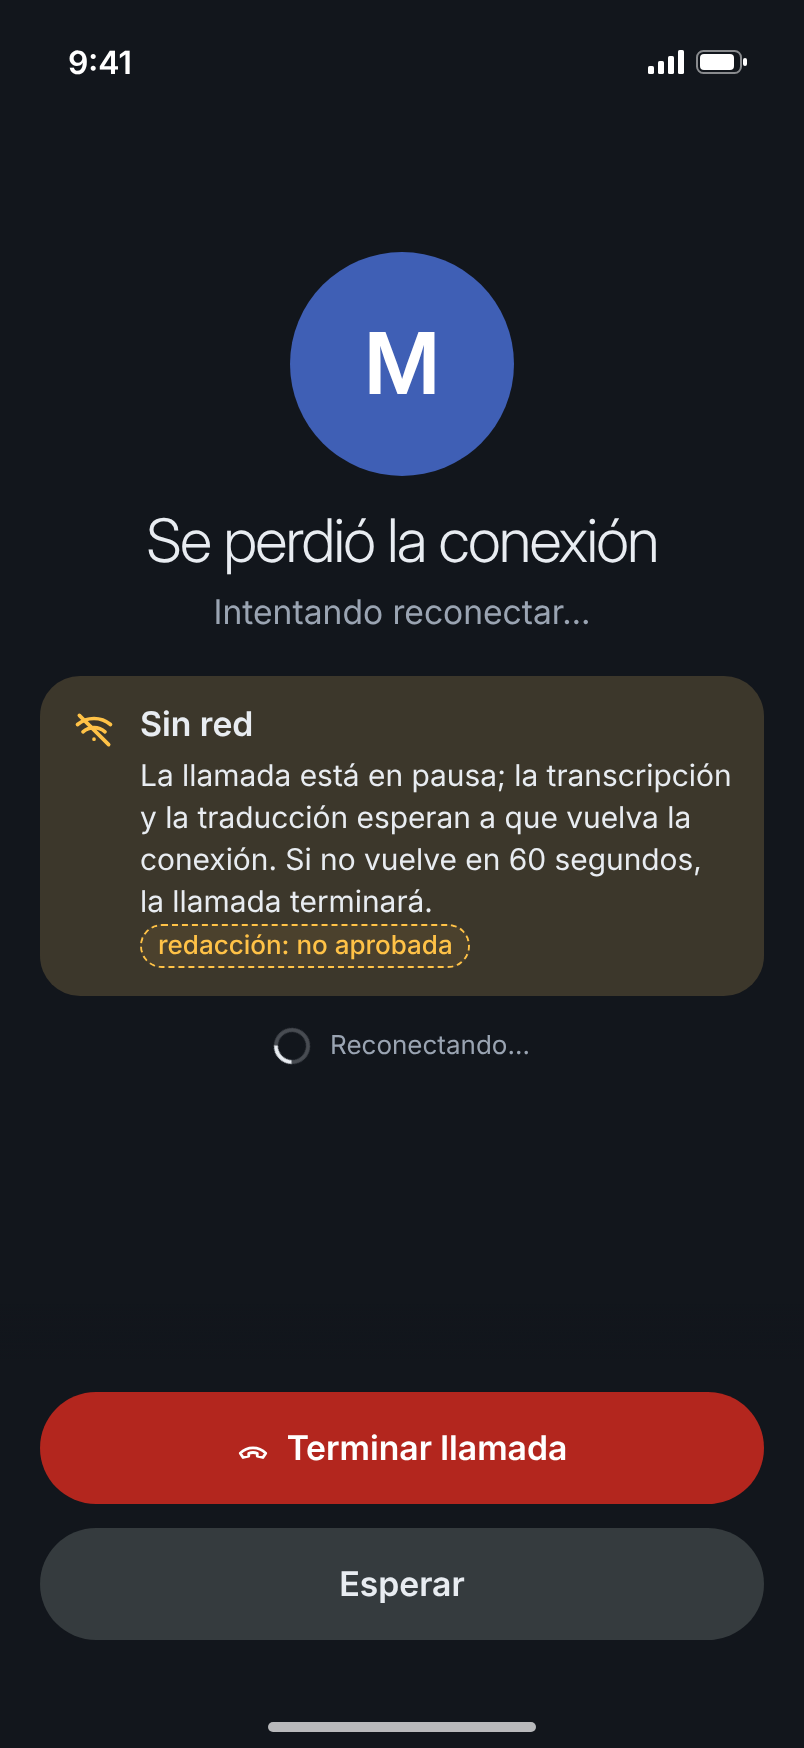 9:41
M
Se perdió la conexión
Intentando reconectar...
Sin red
La llamada está en pausa; la transcripción
y la traducción esperan a que vuelva la
conexión. Si no vuelve en 60 segundos,
la llamada terminará.
redacción: no aprobada
Reconectando...
Terminar llamada
Esperar